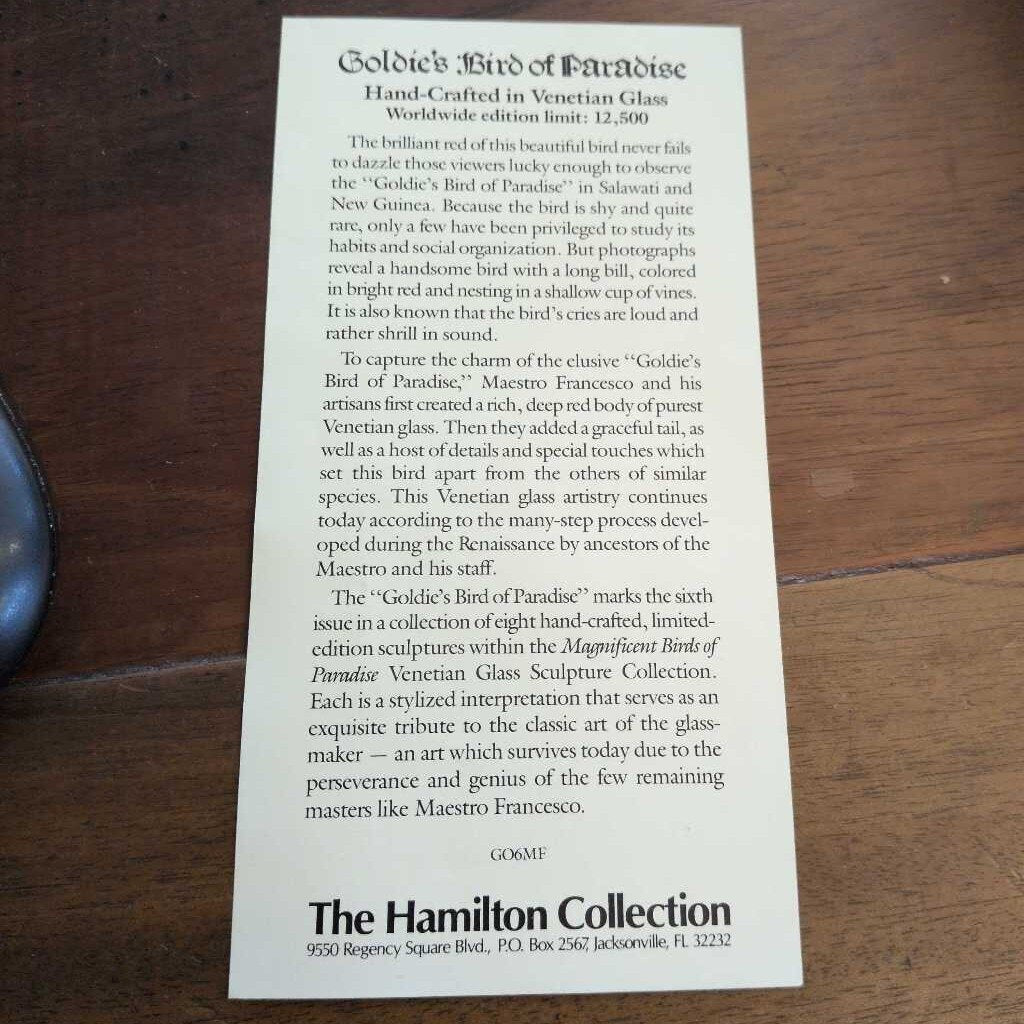 Goldie's Bird of Paradise
Hand-Crafted in Venetian Glass
Worldwide edition limit: 12,500
The brilliant red of this beautiful bird never fails
to dazzle those viewers lucky enough to observe
the "Goldie's Bird of Paradise" in Salawati and
New Guinea. Because the bird is shy and quite
rare, only a few have been privileged to study its
habits and social organization. But photographs
reveal a handsome bird with a long bill, colored
in bright red and nesting in a shallow cup of vines.
It is also known that the bird's cries are loud and
rather shrill in sound.
To capture the charm of the elusive "Goldie's
Bird of Paradise," Maestro Francesco and his
artisans first created a rich, deep red body of purest
Venetian glass. Then they added a graceful tail, as
well as a host of details and special touches which
set this bird apart from the others of similar
species. This Venetian glass artistry continues
today according to the many-step process devel-
oped during the Renaissance by ancestors of the
Maestro and his staff.
The "Goldie's Bird of Paradise" marks the sixth
issue in a collection of eight hand-crafted, limited-
edition sculptures within the Magnificent Birds of
Paradise Venetian Glass Sculpture Collection.
Each is a stylized interpretation that serves as an
exquisite tribute to the classic art of the glass-
maker — an art which survives today due to the
perseverance and genius of the few remaining
masters like Maestro Francesco.
GO6MF
The Hamilton Collection
9550 Regency Square Blvd., P.O. Box 2567, Jacksonville, FL 32232